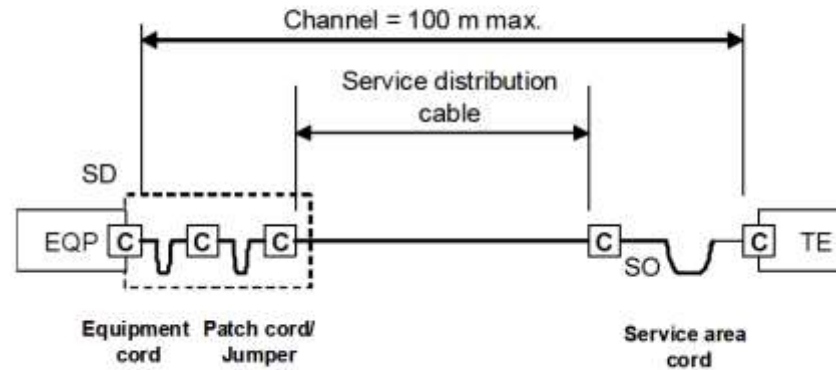 Channel = 100 m max.
Service distribution
cable
SD
EQP C C C C C TE
SO
Equipment Patch cord/ Service area
cord Jumper cord